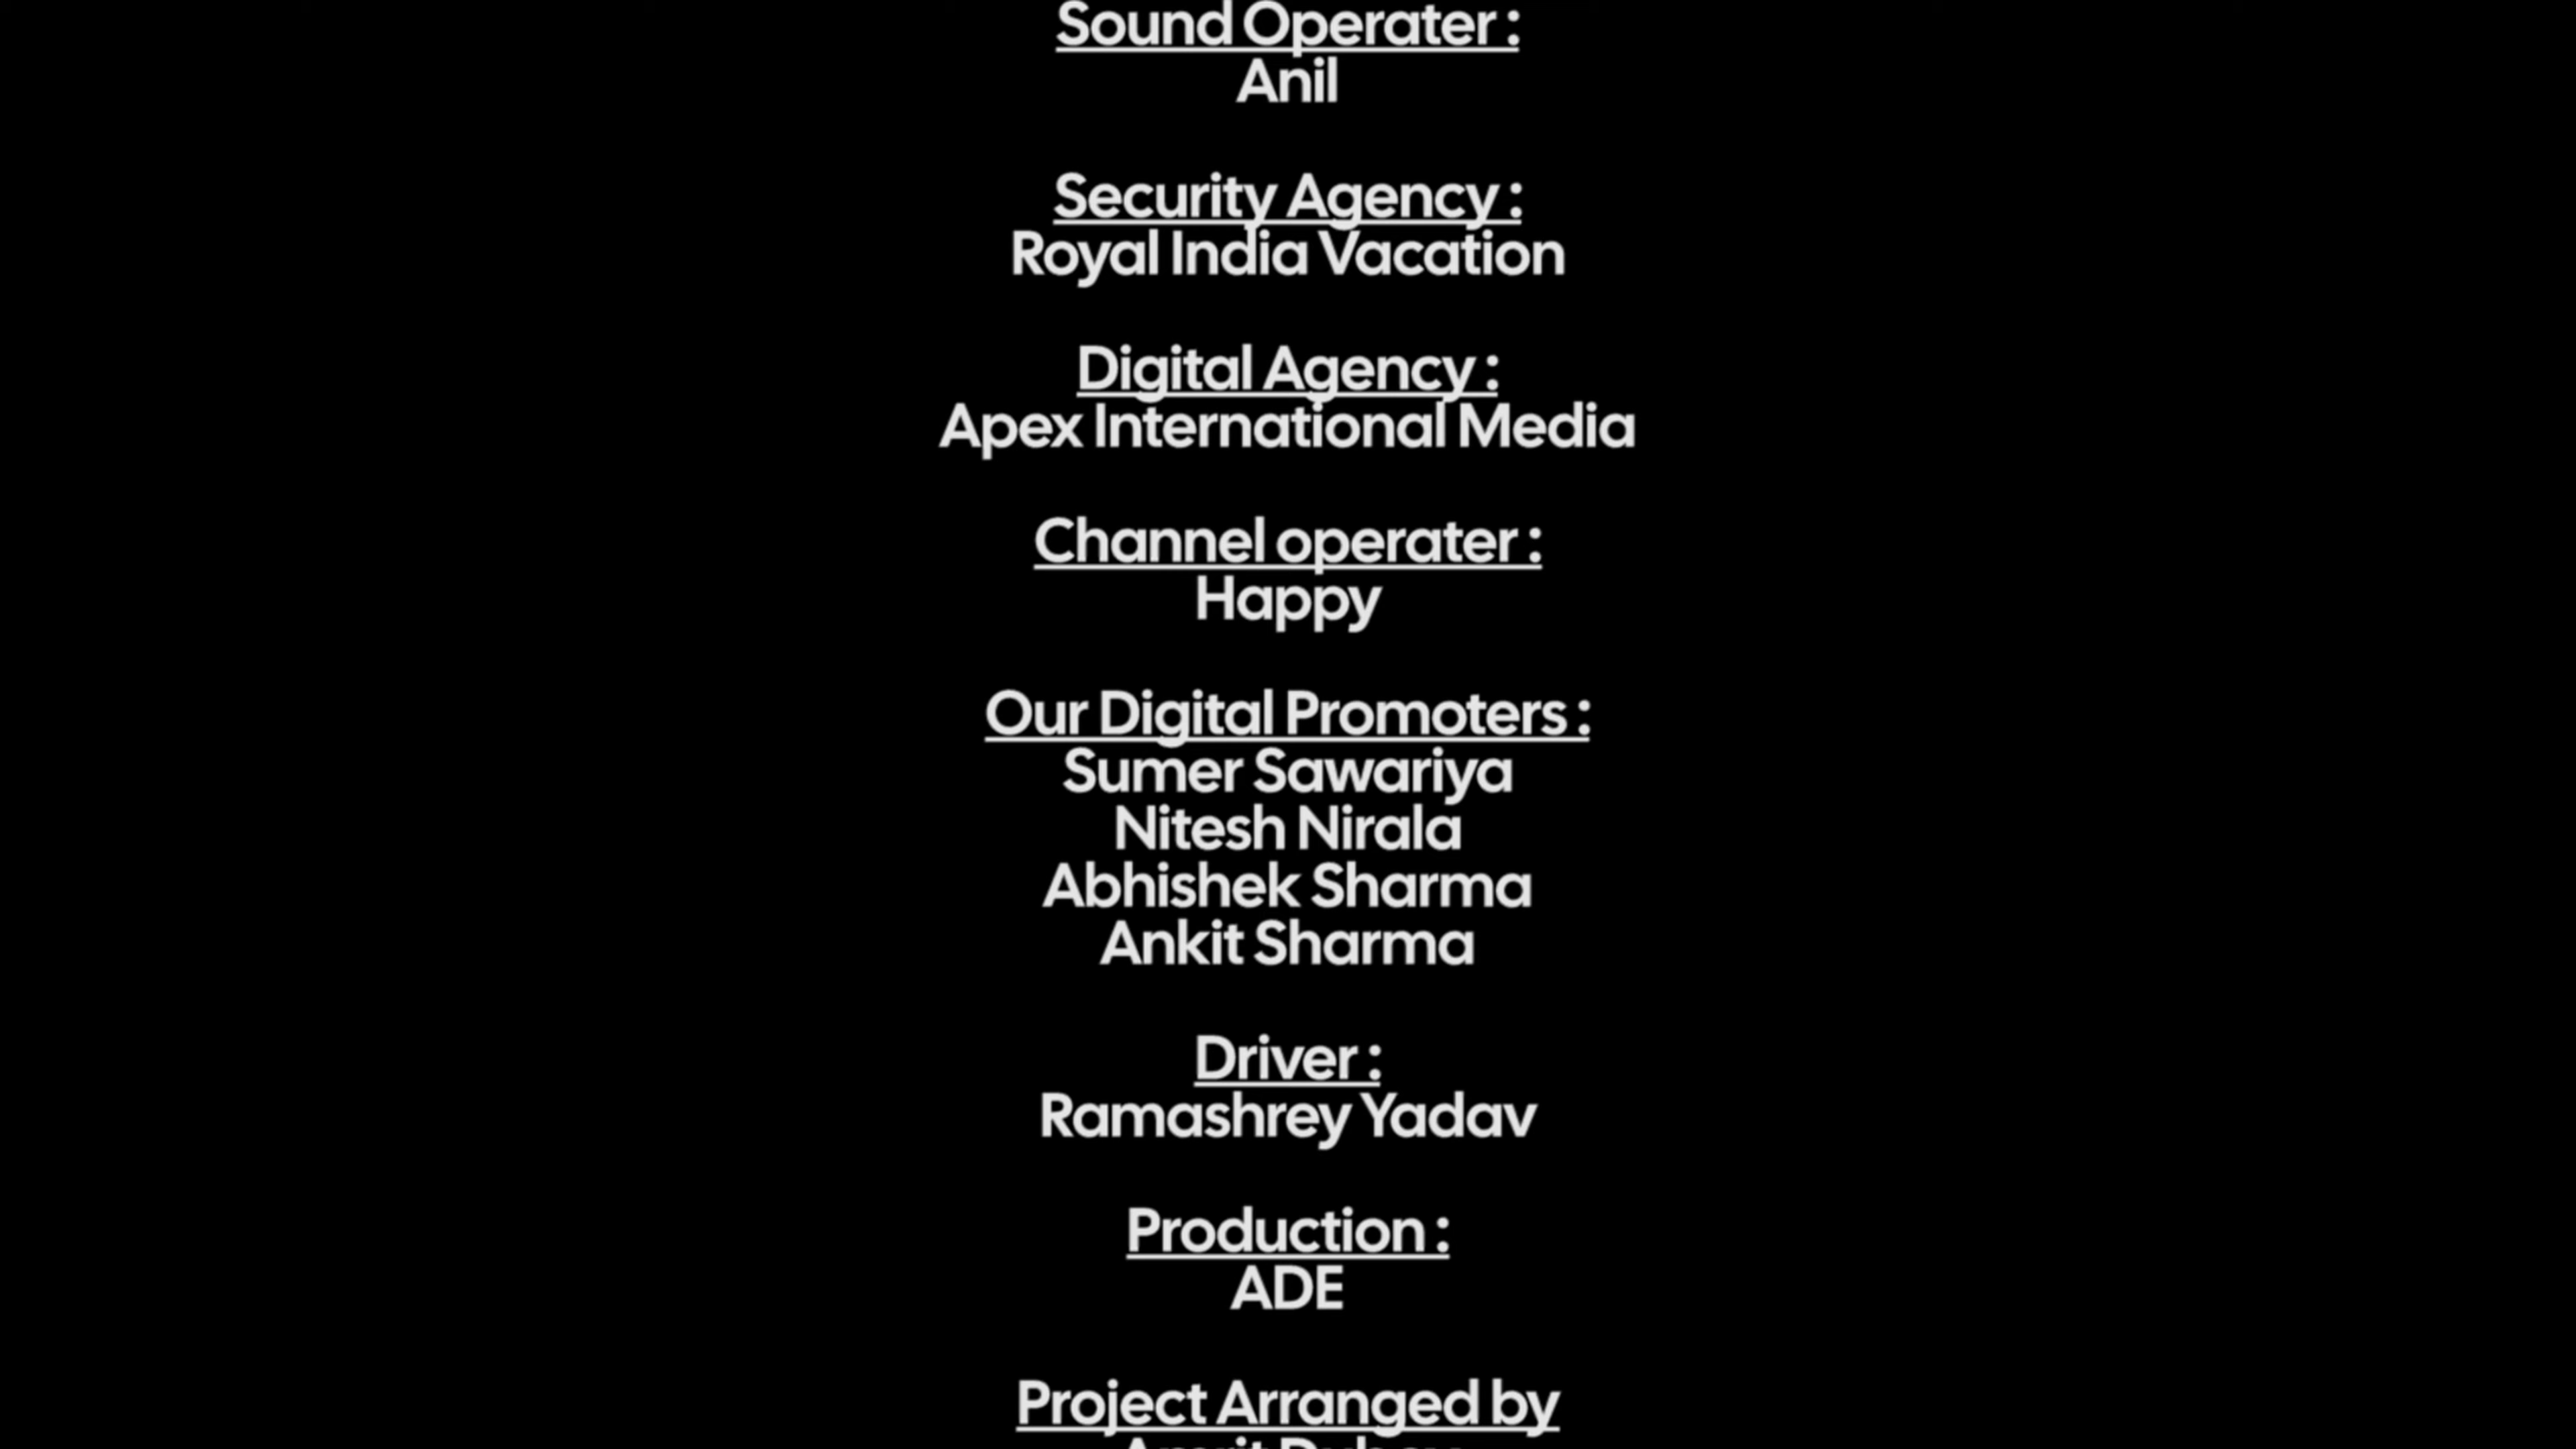 Sound Operater :
Anil
Security Agency :
Royal India Vacation
Digital Agency :
Apex International Media
Channel operater :
Happy
Our Digital Promoters :
Sumer Sawariya
Nitesh Nirala
Abhishek Sharma
Ankit Sharma
Driver :
Ramashrey Yadav
Production :
ADE
Project Arranged by